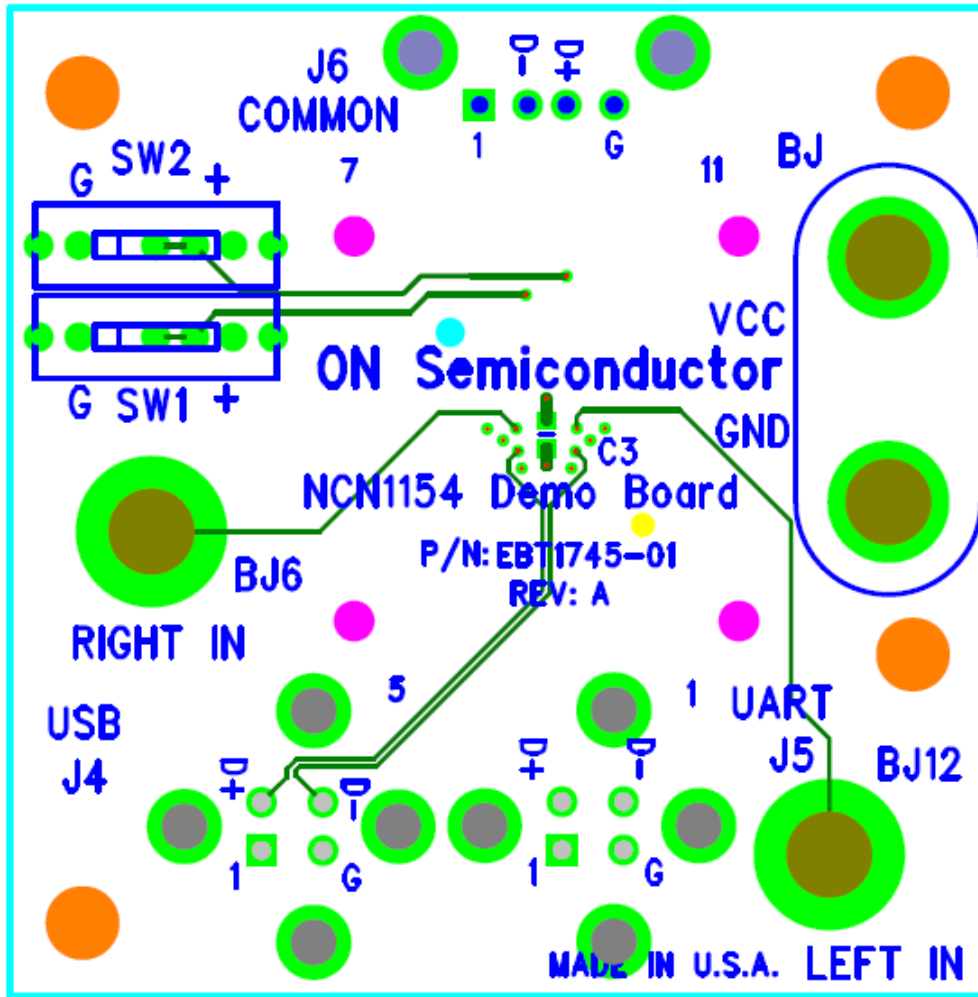 J6
COMMON
D-
D+
1
G
BJ
SW2
G
+
7
11
VCC
ON Semiconductor
G
SW1
+
GND
C3
NCN1154 Demo Board
P/N: EBT1745-01
REV: A
BJ6
RIGHT IN
5
1
USB
J4
UART
J5
BJ12
D+
D-
D+
D-
1
G
1
G
MADE IN U.S.A.
LEFT IN